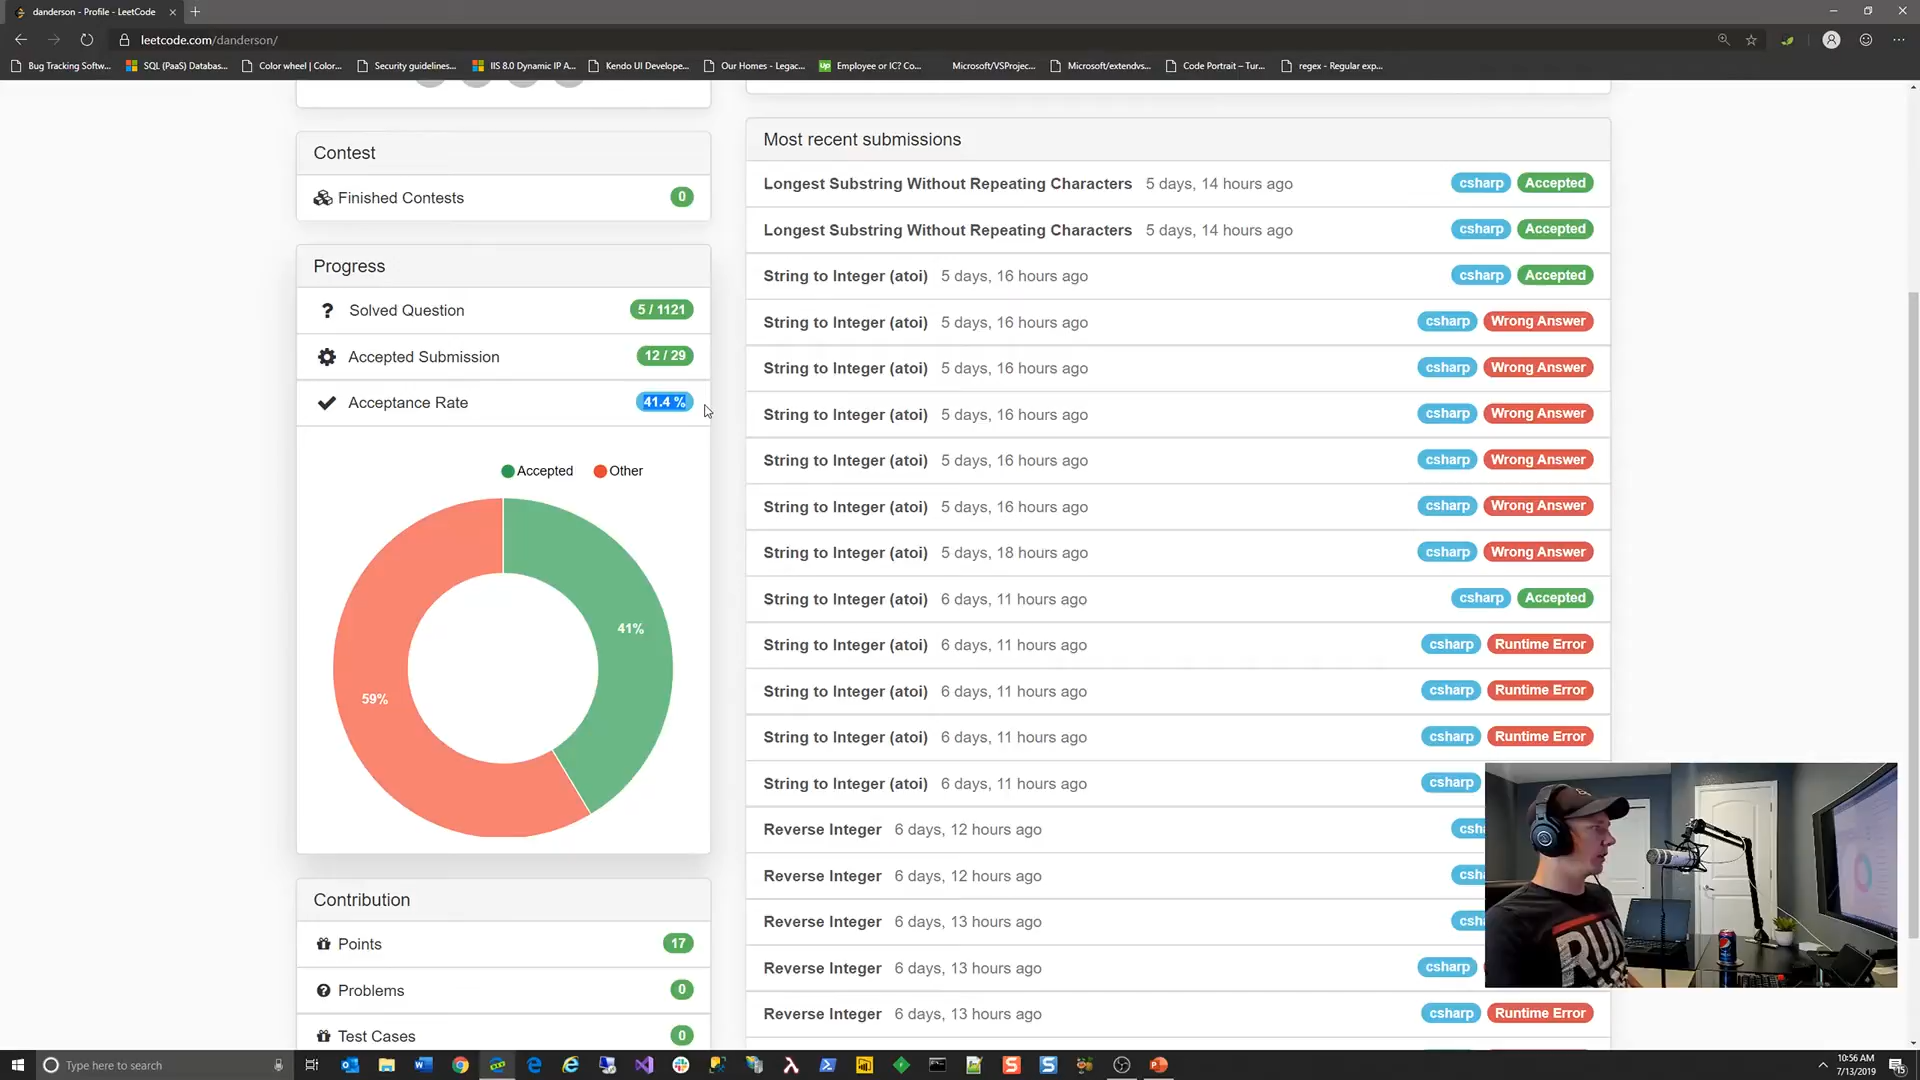 danderson - Profile - LeetCode
leetcode.com/danderson/
Bug Tracking Softw...
SQL (PaaS) Databas...
Color wheel | Color...
Security guidelines...
IIS 8.0 Dynamic IP A...
Kendo UI Develope...
Our Homes - Legac...
Employee or IC? Co...
Microsoft/VSProjec...
Microsoft/extendvs...
Code Portrait – Tur...
regex - Regular exp...
Contest
Finished Contests 0
Progress
? Solved Question 5 / 1121
Accepted Submission 12 / 29
Acceptance Rate 41.4 %
Accepted Other
41%
59%
Contribution
Points 17
Problems 0
Test Cases 0
Most recent submissions
Longest Substring Without Repeating Characters 5 days, 14 hours ago csharp Accepted
Longest Substring Without Repeating Characters 5 days, 14 hours ago csharp Accepted
String to Integer (atoi) 5 days, 16 hours ago csharp Accepted
String to Integer (atoi) 5 days, 16 hours ago csharp Wrong Answer
String to Integer (atoi) 5 days, 16 hours ago csharp Wrong Answer
String to Integer (atoi) 5 days, 16 hours ago csharp Wrong Answer
String to Integer (atoi) 5 days, 16 hours ago csharp Wrong Answer
String to Integer (atoi) 5 days, 16 hours ago csharp Wrong Answer
String to Integer (atoi) 5 days, 18 hours ago csharp Wrong Answer
String to Integer (atoi) 6 days, 11 hours ago csharp Accepted
String to Integer (atoi) 6 days, 11 hours ago csharp Runtime Error
String to Integer (atoi) 6 days, 11 hours ago csharp Runtime Error
String to Integer (atoi) 6 days, 11 hours ago csharp Runtime Error
String to Integer (atoi) 6 days, 11 hours ago csharp
Reverse Integer 6 days, 12 hours ago csh
Reverse Integer 6 days, 12 hours ago csh
Reverse Integer 6 days, 13 hours ago csh
Reverse Integer 6 days, 13 hours ago csharp
Reverse Integer 6 days, 13 hours ago csharp Runtime Error
RUN
Type here to search
10:56 AM
7/13/2019